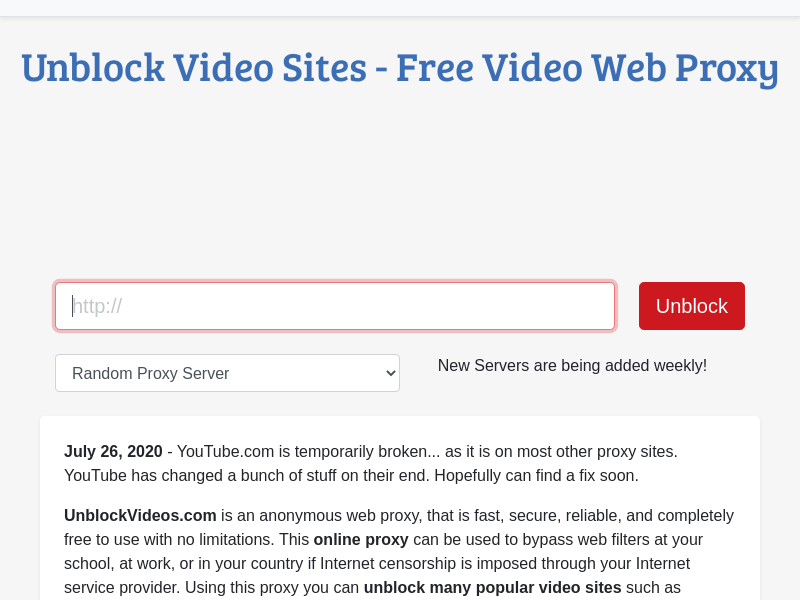 Unblock Video Sites - Free Video Web Proxy
http://
Unblock
Random Proxy Server
New Servers are being added weekly!
July 26, 2020 - YouTube.com is temporarily broken... as it is on most other proxy sites.
YouTube has changed a bunch of stuff on their end. Hopefully can find a fix soon.
UnblockVideos.com is an anonymous web proxy, that is fast, secure, reliable, and completely
free to use with no limitations. This online proxy can be used to bypass web filters at your
school, at work, or in your country if Internet censorship is imposed through your Internet
service provider. Using this proxy you can unblock many popular video sites such as